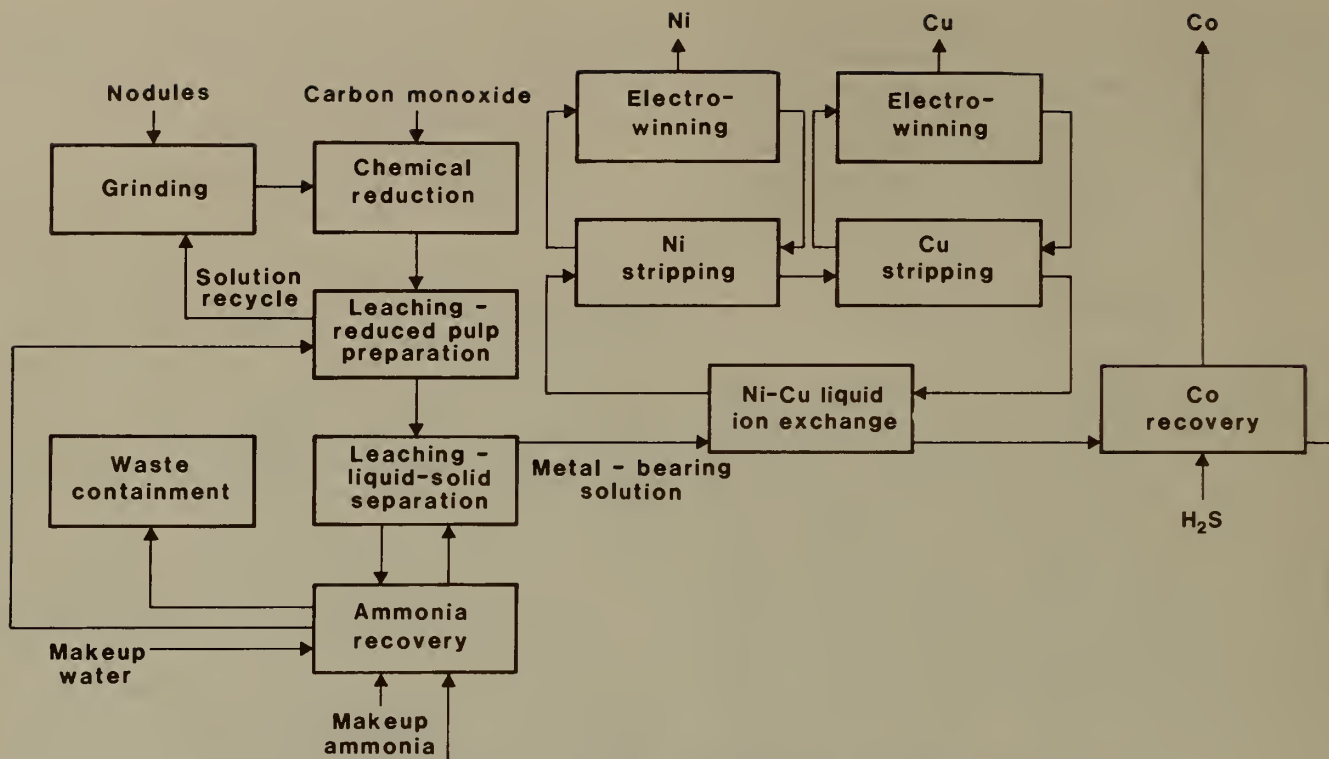 Ni
Cu
Co
Nodules
Carbon monoxide
Electro-
winning
Electro-
winning
Grinding
Chemical
reduction
Ni
stripping
Cu
stripping
Solution
recycle
Leaching -
reduced pulp
preparation
Ni-Cu liquid
ion exchange
Co
recovery
Waste
containment
Leaching -
liquid-solid
separation
Metal - bearing
solution
H₂S
Ammonia
recovery
Makeup
water
Makeup
ammonia